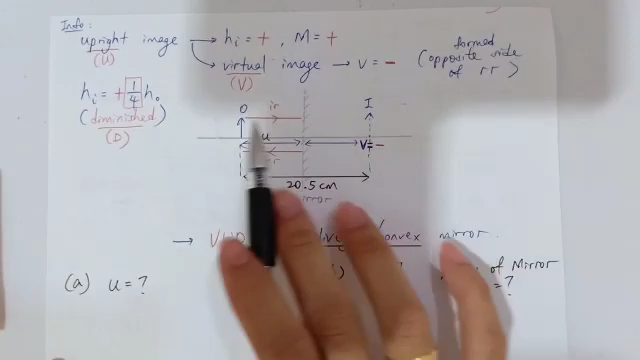 Info:
upright image → hi = +, M = +
(U)
→ virtual image → V = - (formed opposite side of rr)
(V)
hi = + 1/4 ho
(diminished)
(D)
O ir I
u V = -
r
20.5 cm
→ convex mirror
of Mirror
(a) u = ? = ?